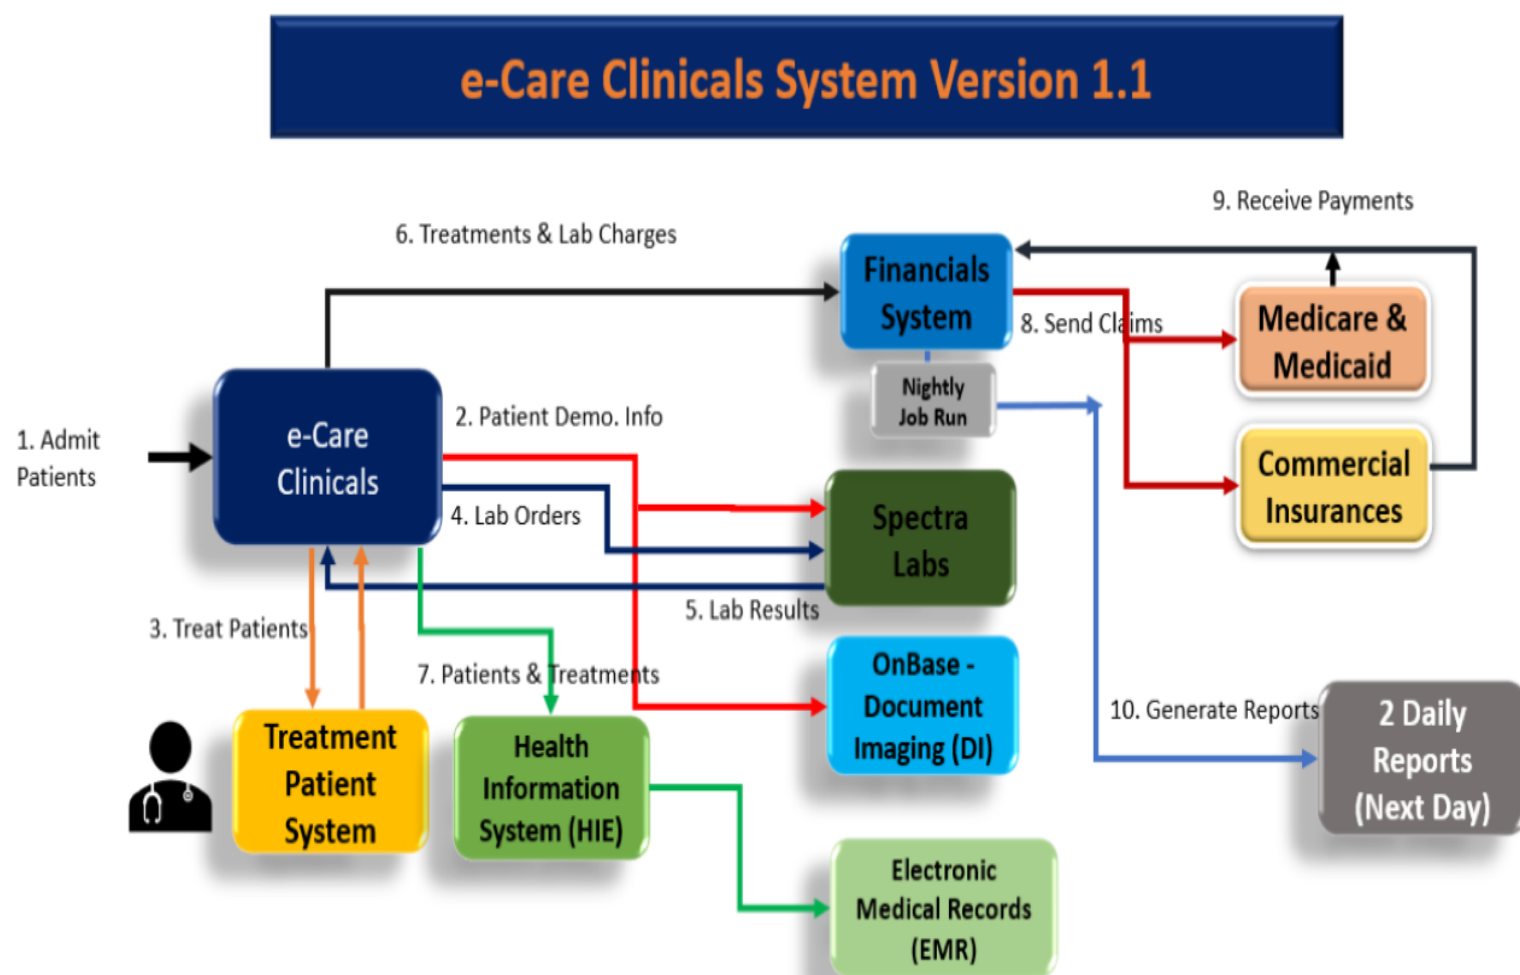 e-Care Clinicals System Version 1.1
9. Receive Payments
6. Treatments & Lab Charges
Financials
System
8. Send Claims
Medicare &
Medicaid
Nightly
Job Run
1. Admit
Patients
e-Care
Clinicals
2. Patient Demo. Info
4. Lab Orders
Spectra
Labs
Commercial
Insurances
5. Lab Results
3. Treat Patients
7. Patients & Treatments
OnBase -
Document
Imaging (DI)
10. Generate Reports
2 Daily
Reports
(Next Day)
Treatment
Patient
System
Health
Information
System (HIE)
Electronic
Medical Records
(EMR)